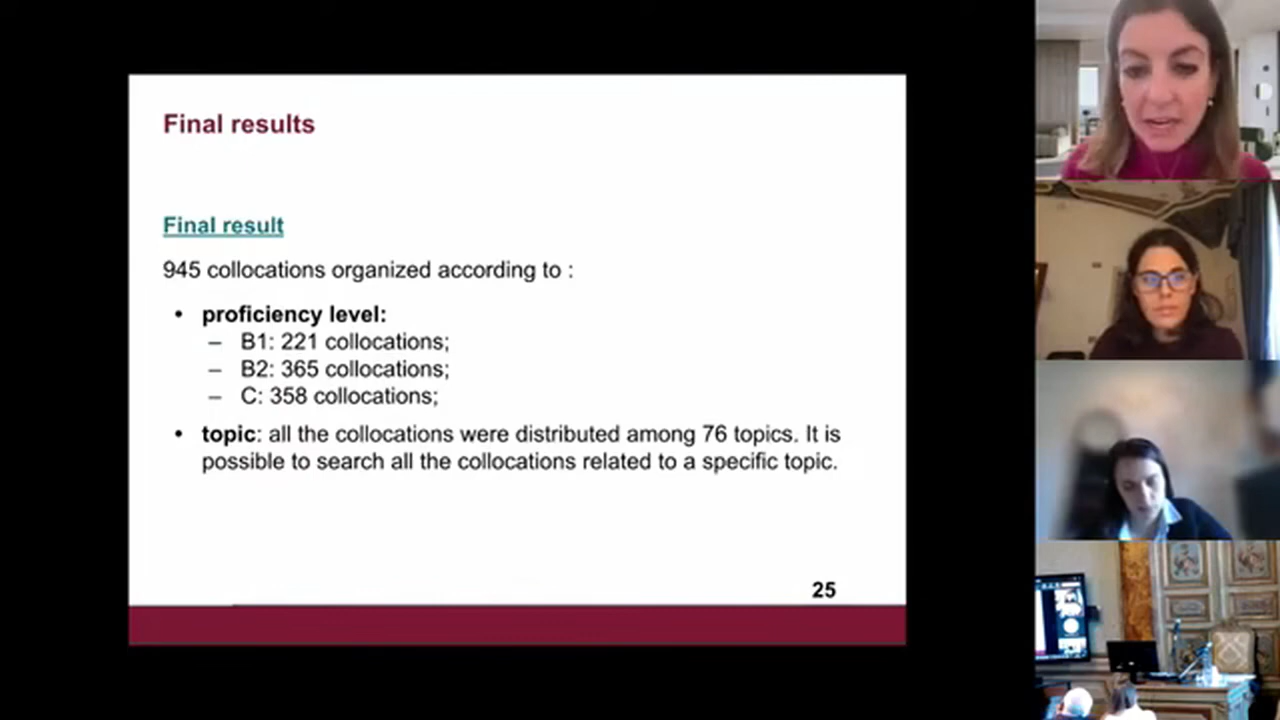 Final results
Final result
945 collocations organized according to :
• proficiency level:
– B1: 221 collocations;
– B2: 365 collocations;
– C: 358 collocations;
• topic: all the collocations were distributed among 76 topics. It is
possible to search all the collocations related to a specific topic.
25